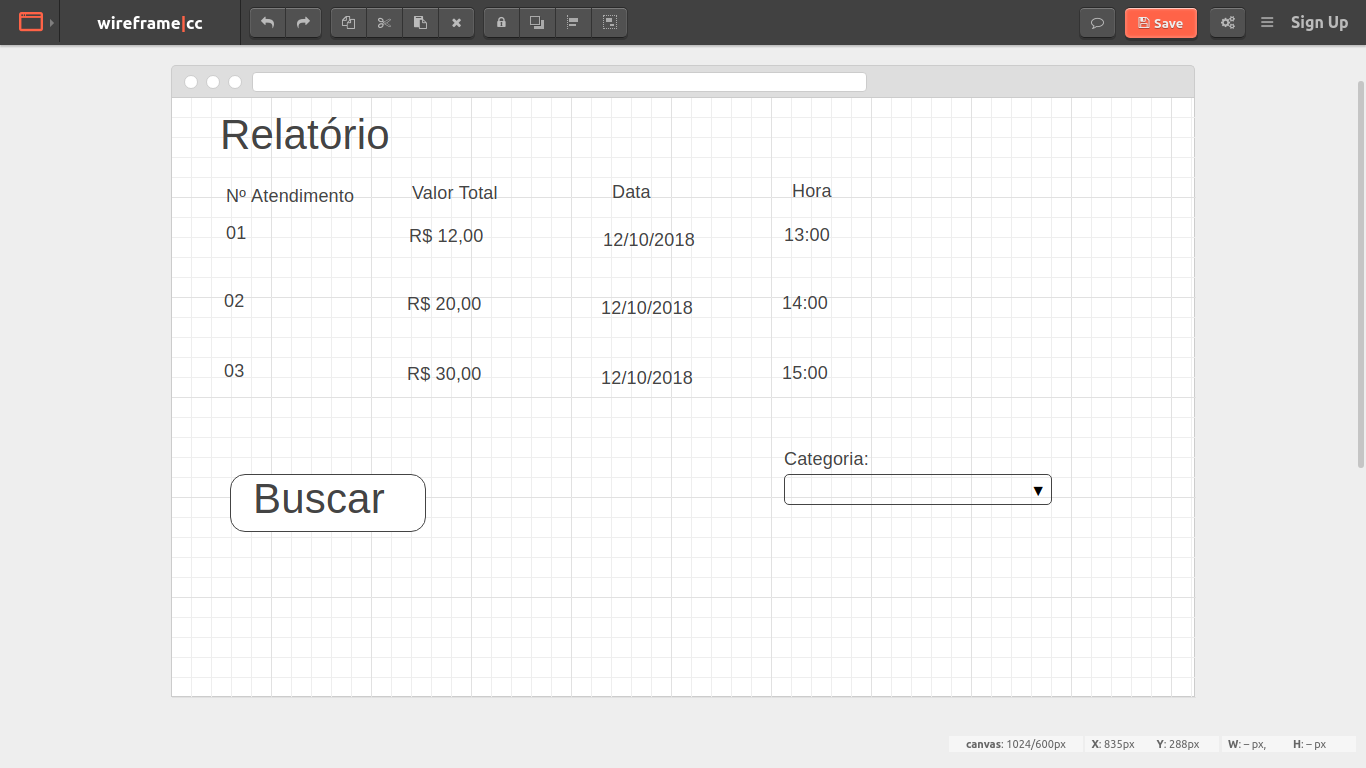 wireframe|cc
Save
Sign Up
Relatório
Nº Atendimento Valor Total Data Hora
01 R$ 12,00 12/10/2018 13:00
02 R$ 20,00 12/10/2018 14:00
03 R$ 30,00 12/10/2018 15:00
Categoria:
Buscar
canvas: 1024/600px X: 835px Y: 288px W: – px, H: – px